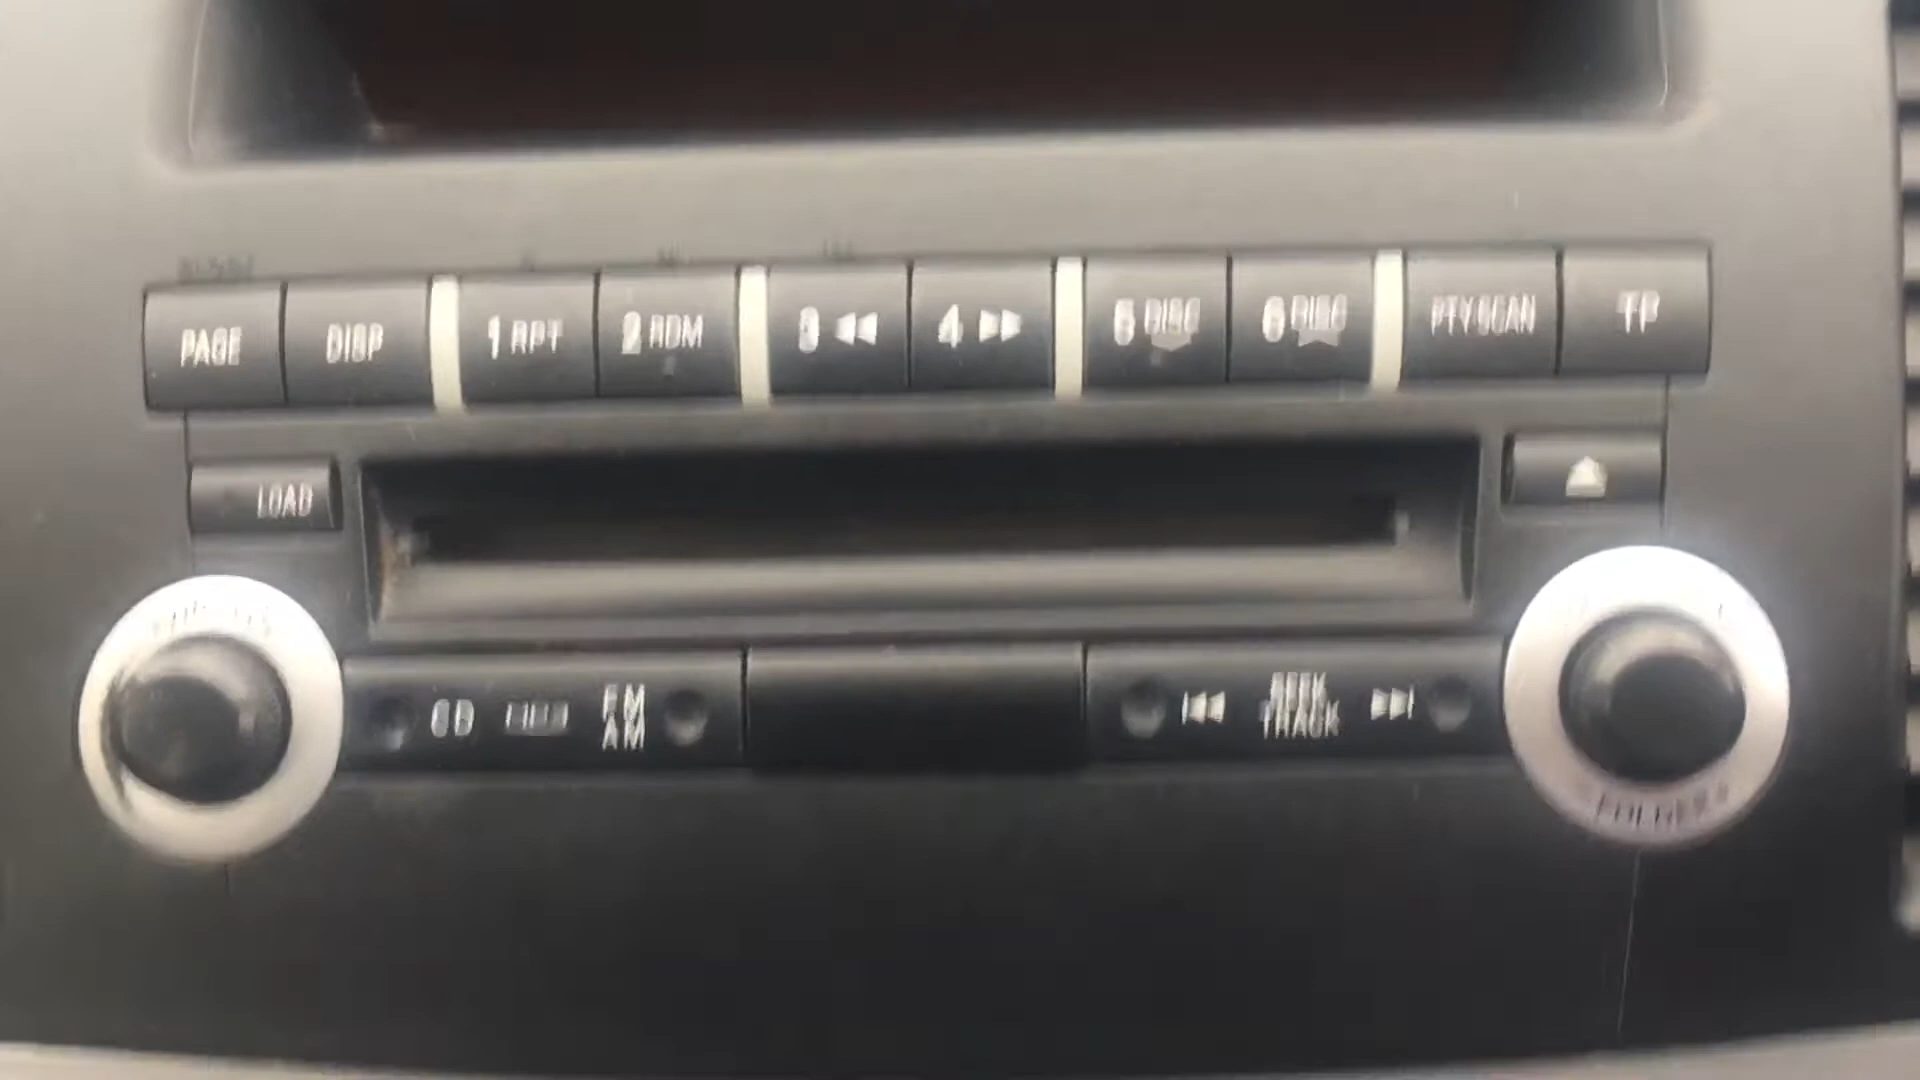 PAGE
DISP
1 RPT
2 RDM
3
4
5 DISC
6 DISC
PTY SCAN
TP
LOAD
CD
FM
AM
SEEK
TRACK
FOLDER